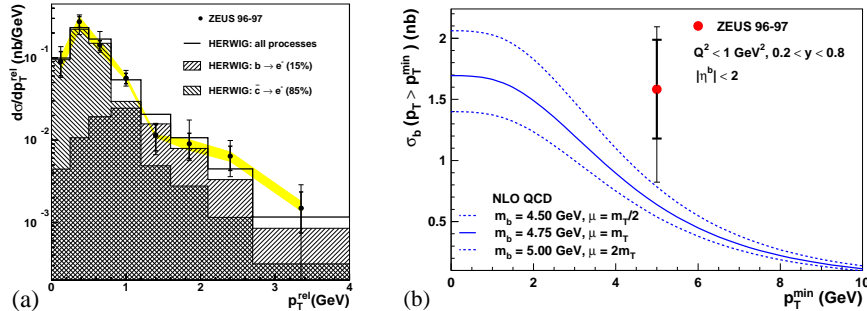 dσ/dp_T^rel (nb/GeV)
10^-1
10^-2
10^-3
ZEUS 96-97
HERWIG: all processes
HERWIG: b → e^- (15%)
HERWIG: c̄ → e^- (85%)
0 1 2 3 4
(a) p_T^rel(GeV)
σ_b (p_T > p_T^min) (nb)
2
1.5
1
0.5
ZEUS 96-97
Q^2 < 1 GeV^2, 0.2 < y < 0.8
|η^b| < 2
NLO QCD
m_b = 4.50 GeV, μ = m_T/2
m_b = 4.75 GeV, μ = m_T
m_b = 5.00 GeV, μ = 2m_T
0 2 4 6 8 10
(b) p_T^min (GeV)